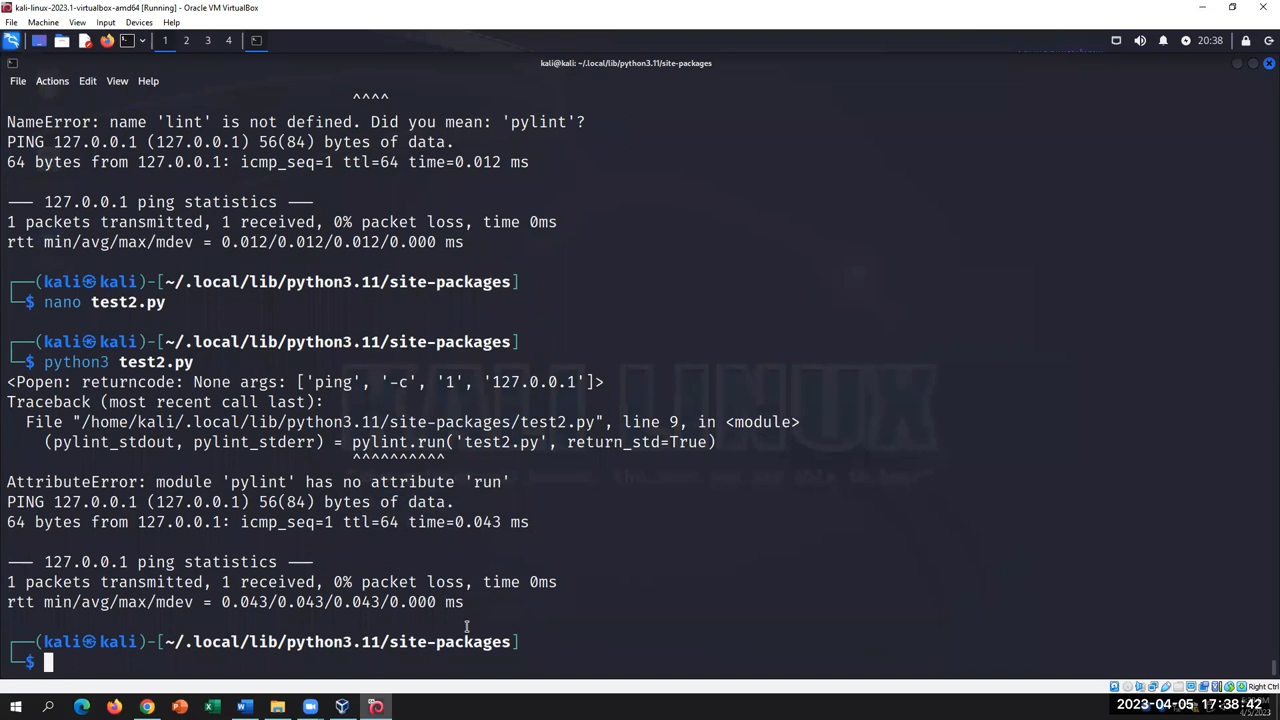 kali-linux-2023.1-virtualbox-amd64 [Running] - Oracle VM VirtualBox
File Machine View Input Devices Help
1 2 3 4 20:38
kali@kali: ~/.local/lib/python3.11/site-packages
File Actions Edit View Help
^^^^
NameError: name 'lint' is not defined. Did you mean: 'pylint'?
PING 127.0.0.1 (127.0.0.1) 56(84) bytes of data.
64 bytes from 127.0.0.1: icmp_seq=1 ttl=64 time=0.012 ms
--- 127.0.0.1 ping statistics ---
1 packets transmitted, 1 received, 0% packet loss, time 0ms
rtt min/avg/max/mdev = 0.012/0.012/0.012/0.000 ms
┌──(kali㉿kali)-[~/.local/lib/python3.11/site-packages]
└─$ nano test2.py
┌──(kali㉿kali)-[~/.local/lib/python3.11/site-packages]
└─$ python3 test2.py
<Popen: returncode: None args: ['ping', '-c', '1', '127.0.0.1']>
Traceback (most recent call last):
File "/home/kali/.local/lib/python3.11/site-packages/test2.py", line 9, in <module>
(pylint_stdout, pylint_stderr) = pylint.run('test2.py', return_std=True)
^^^^^^^^^^
AttributeError: module 'pylint' has no attribute 'run'
PING 127.0.0.1 (127.0.0.1) 56(84) bytes of data.
64 bytes from 127.0.0.1: icmp_seq=1 ttl=64 time=0.043 ms
--- 127.0.0.1 ping statistics ---
1 packets transmitted, 1 received, 0% packet loss, time 0ms
rtt min/avg/max/mdev = 0.043/0.043/0.043/0.000 ms
┌──(kali㉿kali)-[~/.local/lib/python3.11/site-packages]
└─$
KALI LINUX
Right Ctrl
2023-04-05 17:38:42
4/5/2023